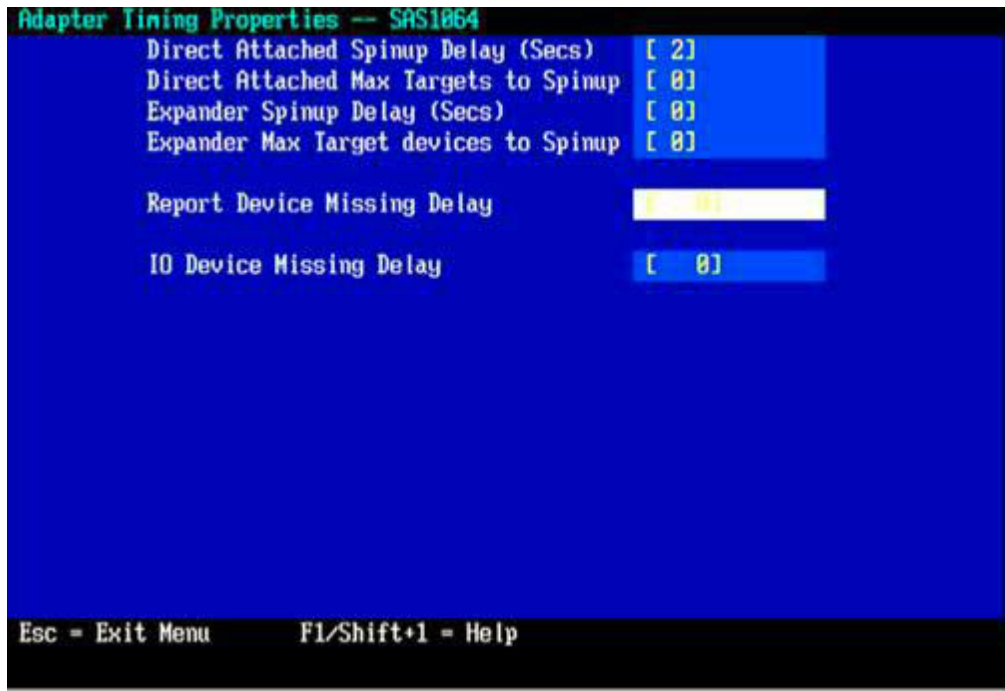 Adapter Timing Properties -- SAS1064
Direct Attached Spinup Delay (Secs) [ 2]
Direct Attached Max Targets to Spinup [ 0]
Expander Spinup Delay (Secs) [ 0]
Expander Max Target devices to Spinup [ 0]
Report Device Missing Delay [ 0]
IO Device Missing Delay [ 0]
Esc = Exit Menu F1/Shift+1 = Help